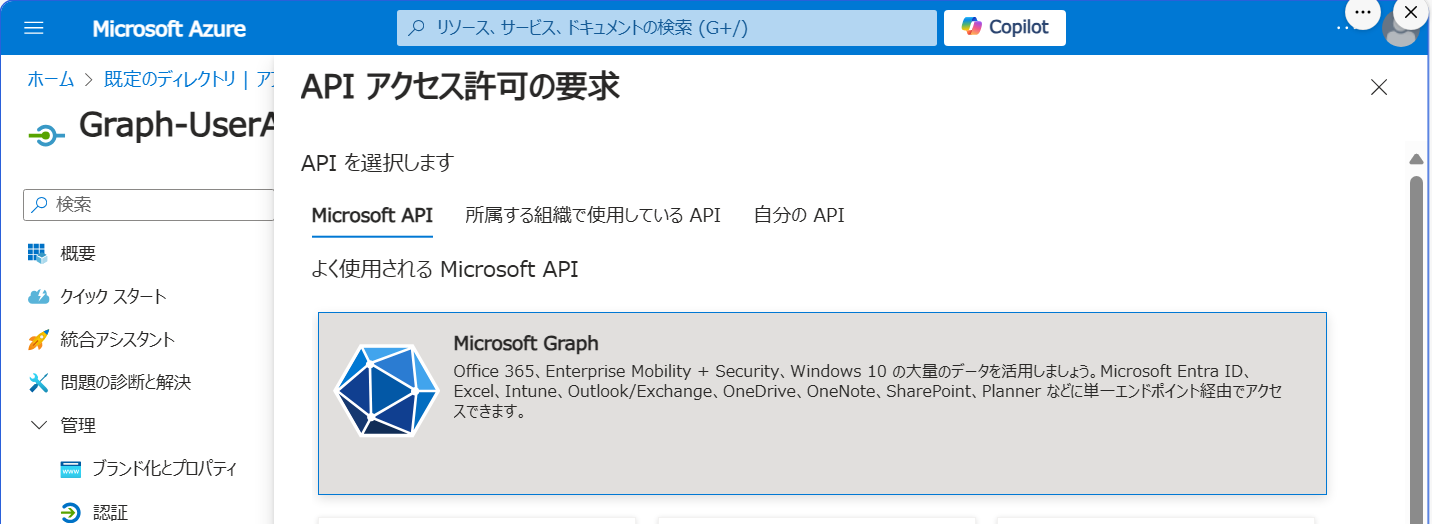 Microsoft Azure
リソース、サービス、ドキュメントの検索 (G+/)
Copilot
ホーム > 既定のディレクトリ | ア
Graph-UserA
検索
概要
クイック スタート
統合アシスタント
問題の診断と解決
管理
ブランド化とプロパティ
認証
API アクセス許可の要求
API を選択します
Microsoft API 所属する組織で使用している API 自分の API
よく使用される Microsoft API
Microsoft Graph
Office 365、Enterprise Mobility + Security、Windows 10 の大量のデータを活用しましょう。Microsoft Entra ID、
Excel、Intune、Outlook/Exchange、OneDrive、OneNote、SharePoint、Planner などに単一エンドポイント経由でアクセ
スできます。